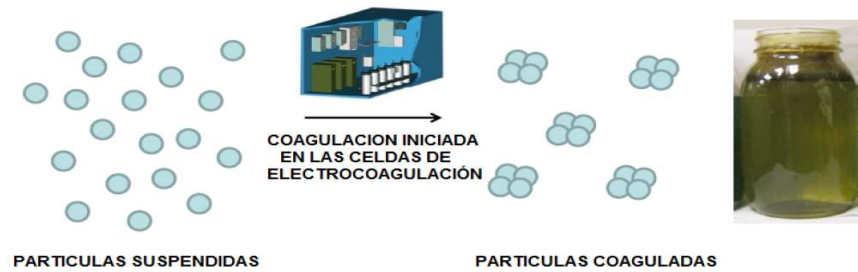 COAGULACION INICIADA
EN LAS CELDAS DE
ELECTROCOAGULACIÓN
PARTICULAS SUSPENDIDAS
PARTICULAS COAGULADAS